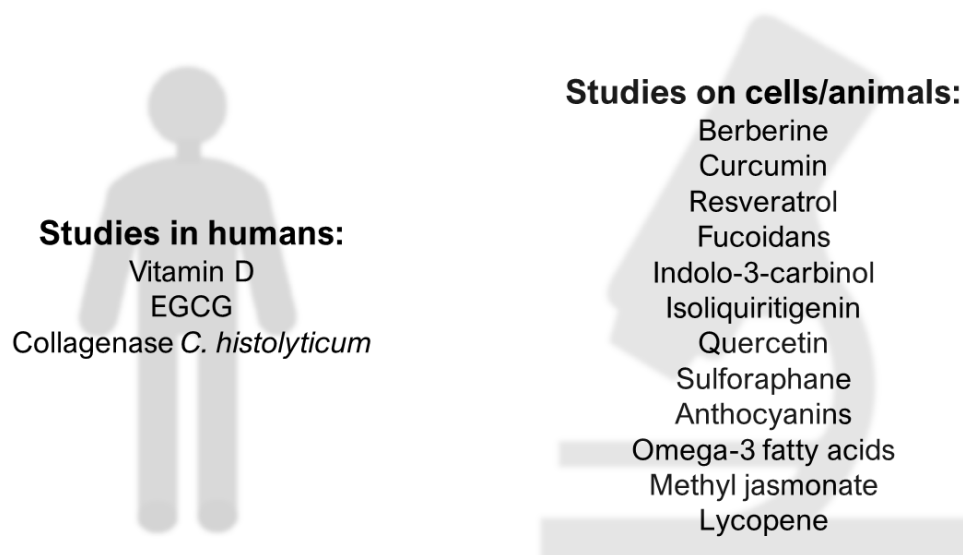 Studies in humans:
Vitamin D
EGCG
Collagenase C. histolyticum
Studies on cells/animals:
Berberine
Curcumin
Resveratrol
Fucoidans
Indolo-3-carbinol
Isoliquiritigenin
Quercetin
Sulforaphane
Anthocyanins
Omega-3 fatty acids
Methyl jasmonate
Lycopene